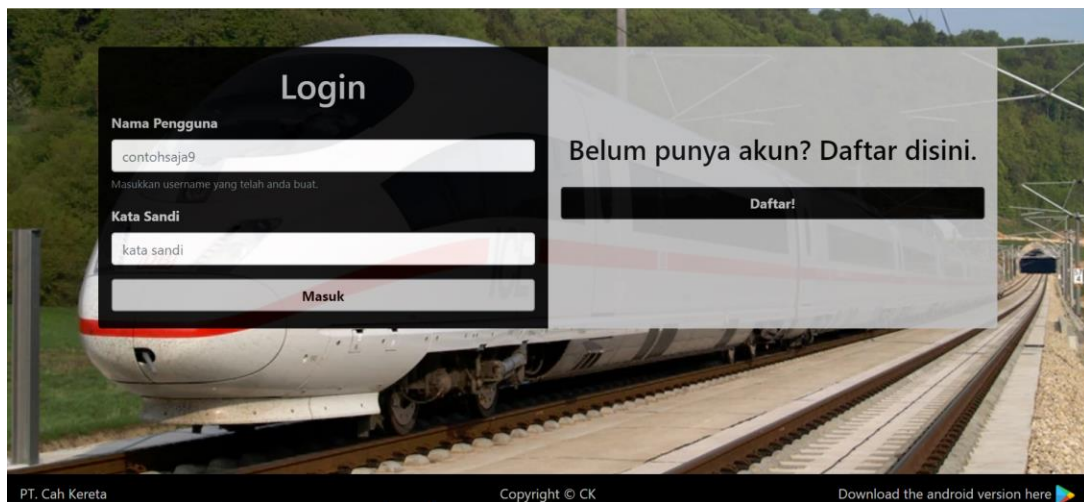 Login
Nama Pengguna
contohsaja9
Masukkan username yang telah anda buat.
Kata Sandi
kata sandi
Masuk
Belum punya akun? Daftar disini.
Daftar!
PT. Cah Kereta
Copyright © CK
Download the android version here